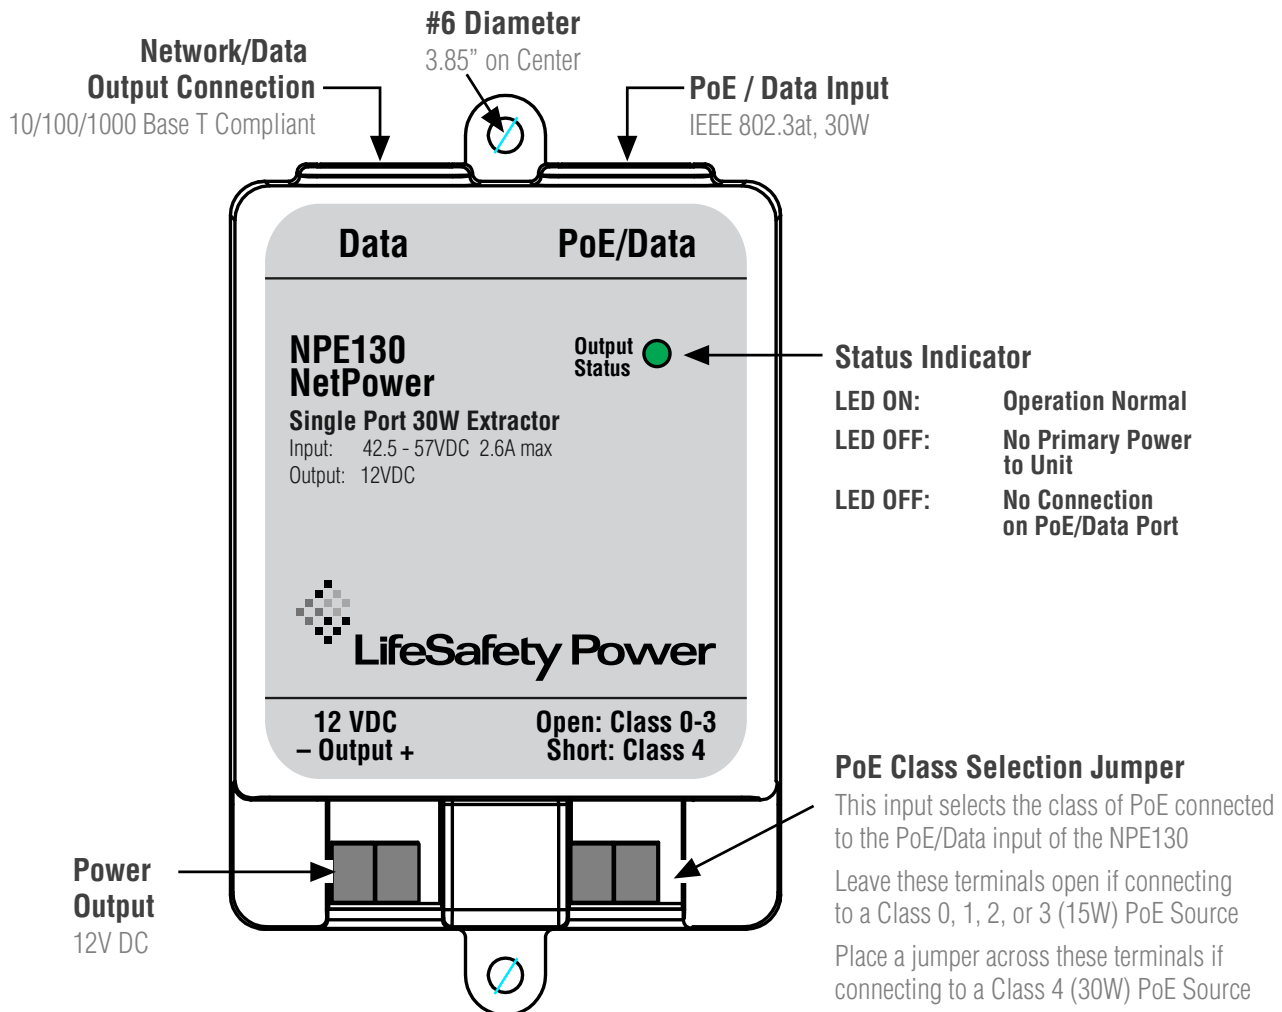 #6 Diameter
3.85” on Center
Network/Data
Output Connection
10/100/1000 Base T Compliant
PoE / Data Input
IEEE 802.3at, 30W
Data
PoE/Data
NPE130
NetPower
Single Port 30W Extractor
Input: 42.5 - 57VDC 2.6A max
Output: 12VDC
Output
Status
Status Indicator
LED ON: Operation Normal
LED OFF: No Primary Power
to Unit
LED OFF: No Connection
on PoE/Data Port
LifeSafety Power
12 VDC
– Output +
Open: Class 0-3
Short: Class 4
PoE Class Selection Jumper
This input selects the class of PoE connected
to the PoE/Data input of the NPE130
Leave these terminals open if connecting
to a Class 0, 1, 2, or 3 (15W) PoE Source
Place a jumper across these terminals if
connecting to a Class 4 (30W) PoE Source
Power
Output
12V DC